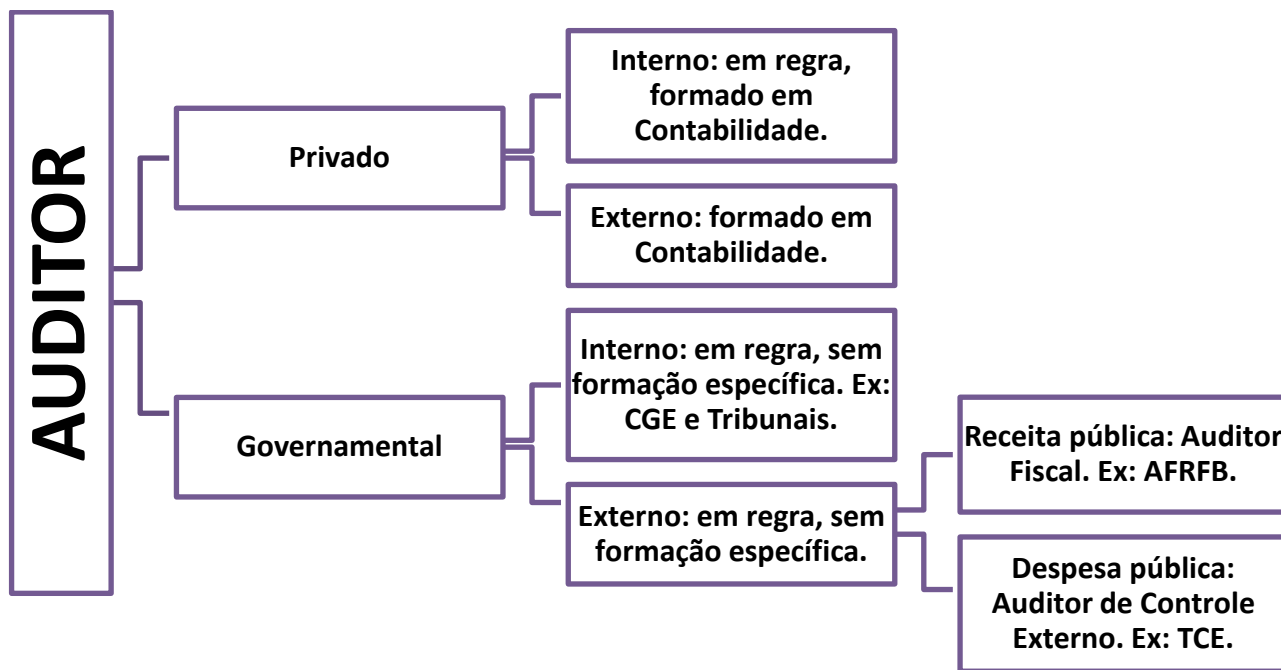 AUDITOR
Privado
Interno: em regra,
formado em
Contabilidade.
Externo: formado em
Contabilidade.
Governamental
Interno: em regra, sem
formação específica. Ex:
CGE e Tribunais.
Externo: em regra, sem
formação específica.
Receita pública: Auditor
Fiscal. Ex: AFRFB.
Despesa pública:
Auditor de Controle
Externo. Ex: TCE.